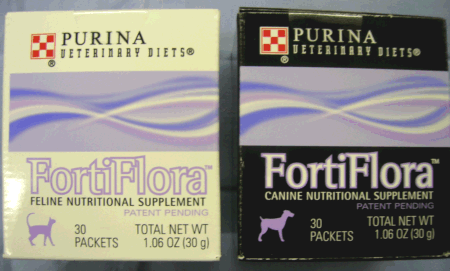 PURINA
VETERINARY DIETS®
FortiFlora™
FELINE NUTRITIONAL SUPPLEMENT
PATENT PENDING
30 PACKETS
TOTAL NET WT
1.06 OZ (30 g)
PURINA
VETERINARY DIETS®
FortiFlora™
CANINE NUTRITIONAL SUPPLEMENT
PATENT PENDING
30 PACKETS
TOTAL NET WT
1.06 OZ (30 g)